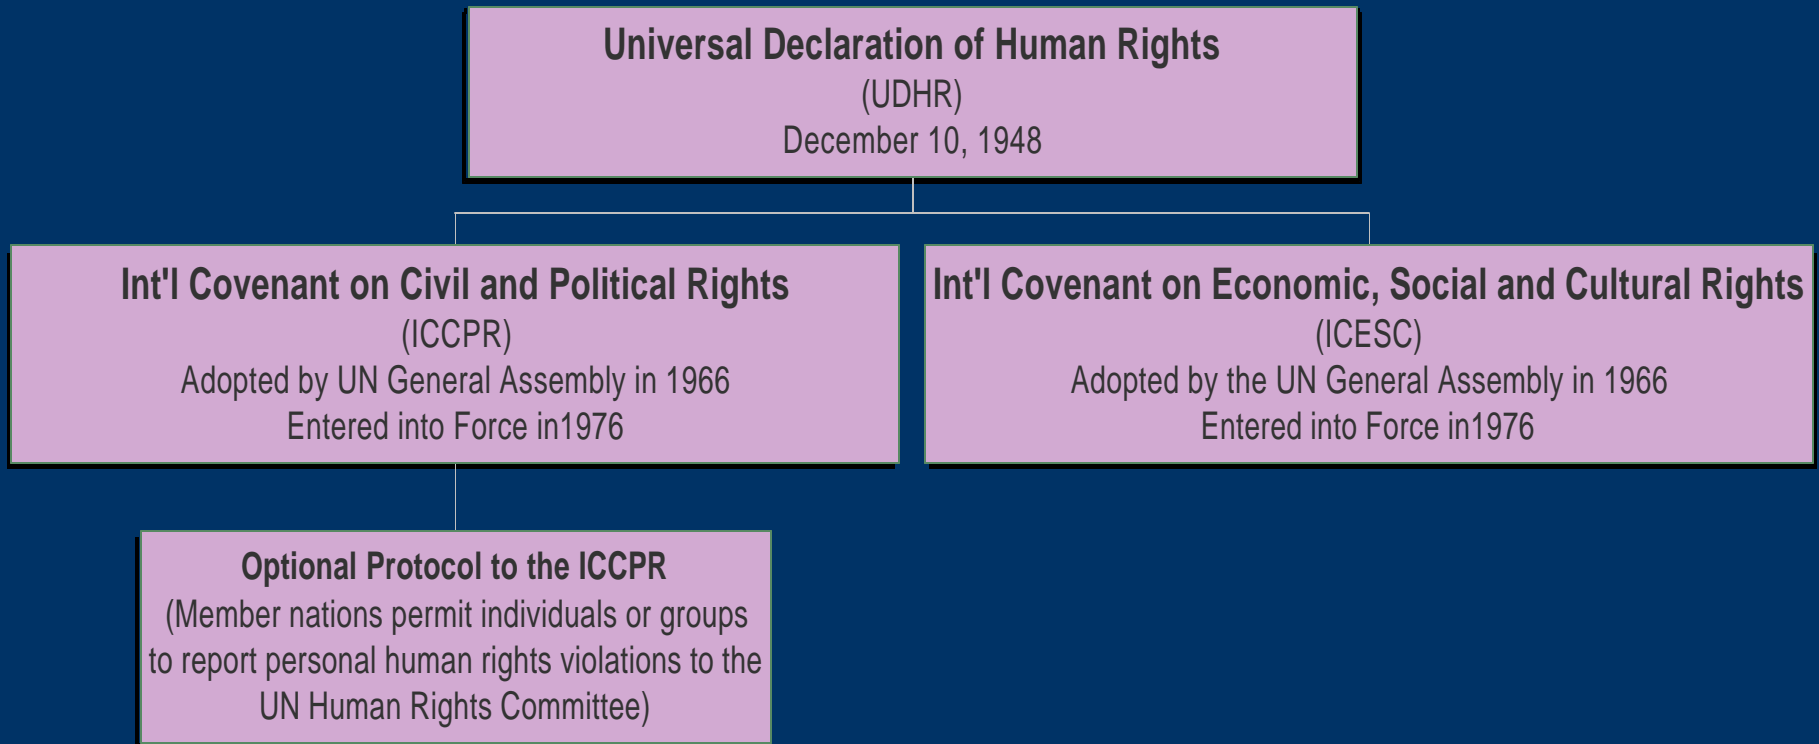 Universal Declaration of Human Rights
(UDHR)
December 10, 1948
Int'l Covenant on Civil and Political Rights
(ICCPR)
Adopted by UN General Assembly in 1966
Entered into Force in1976
Int'l Covenant on Economic, Social and Cultural Rights
(ICESC)
Adopted by the UN General Assembly in 1966
Entered into Force in1976
Optional Protocol to the ICCPR
(Member nations permit individuals or groups
to report personal human rights violations to the
UN Human Rights Committee)